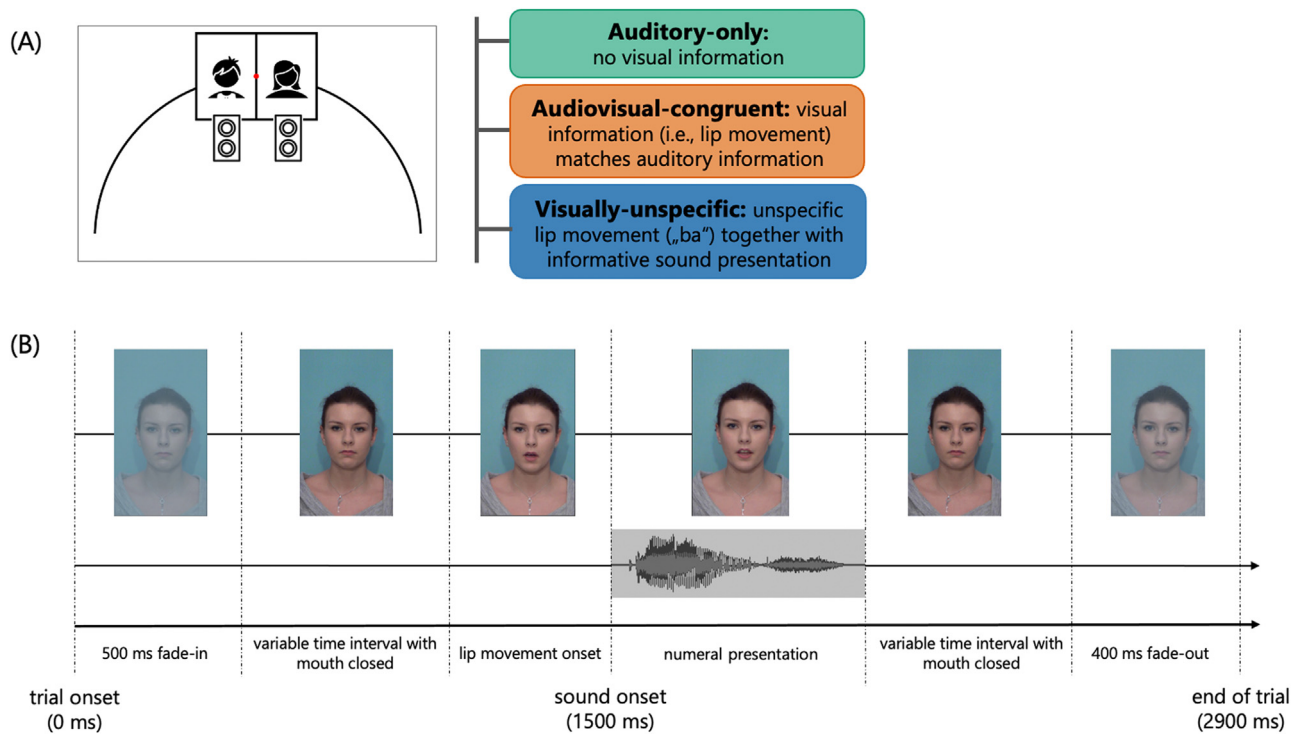 (A)
Auditory-only:
no visual information
Audiovisual-congruent: visual
information (i.e., lip movement)
matches auditory information
Visually-unspecific: unspecific
lip movement („ba“) together with
informative sound presentation
(B)
500 ms fade-in
variable time interval with
mouth closed
lip movement onset
numeral presentation
variable time interval with
mouth closed
400 ms fade-out
trial onset
(0 ms)
sound onset
(1500 ms)
end of trial
(2900 ms)